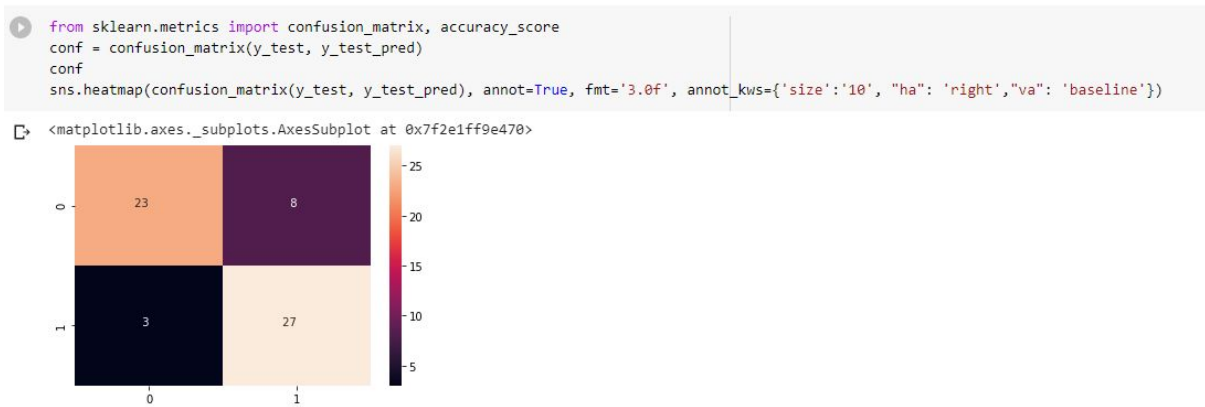 from sklearn.metrics import confusion_matrix, accuracy_score
conf = confusion_matrix(y_test, y_test_pred)
conf
sns.heatmap(confusion_matrix(y_test, y_test_pred), annot=True, fmt='3.0f', annot_kws={'size':'10', "ha": 'right',"va": 'baseline'})
<matplotlib.axes._subplots.AxesSubplot at 0x7f2e1ff9e470>
0
23
8
1
3
27
0
1
25
20
15
10
5